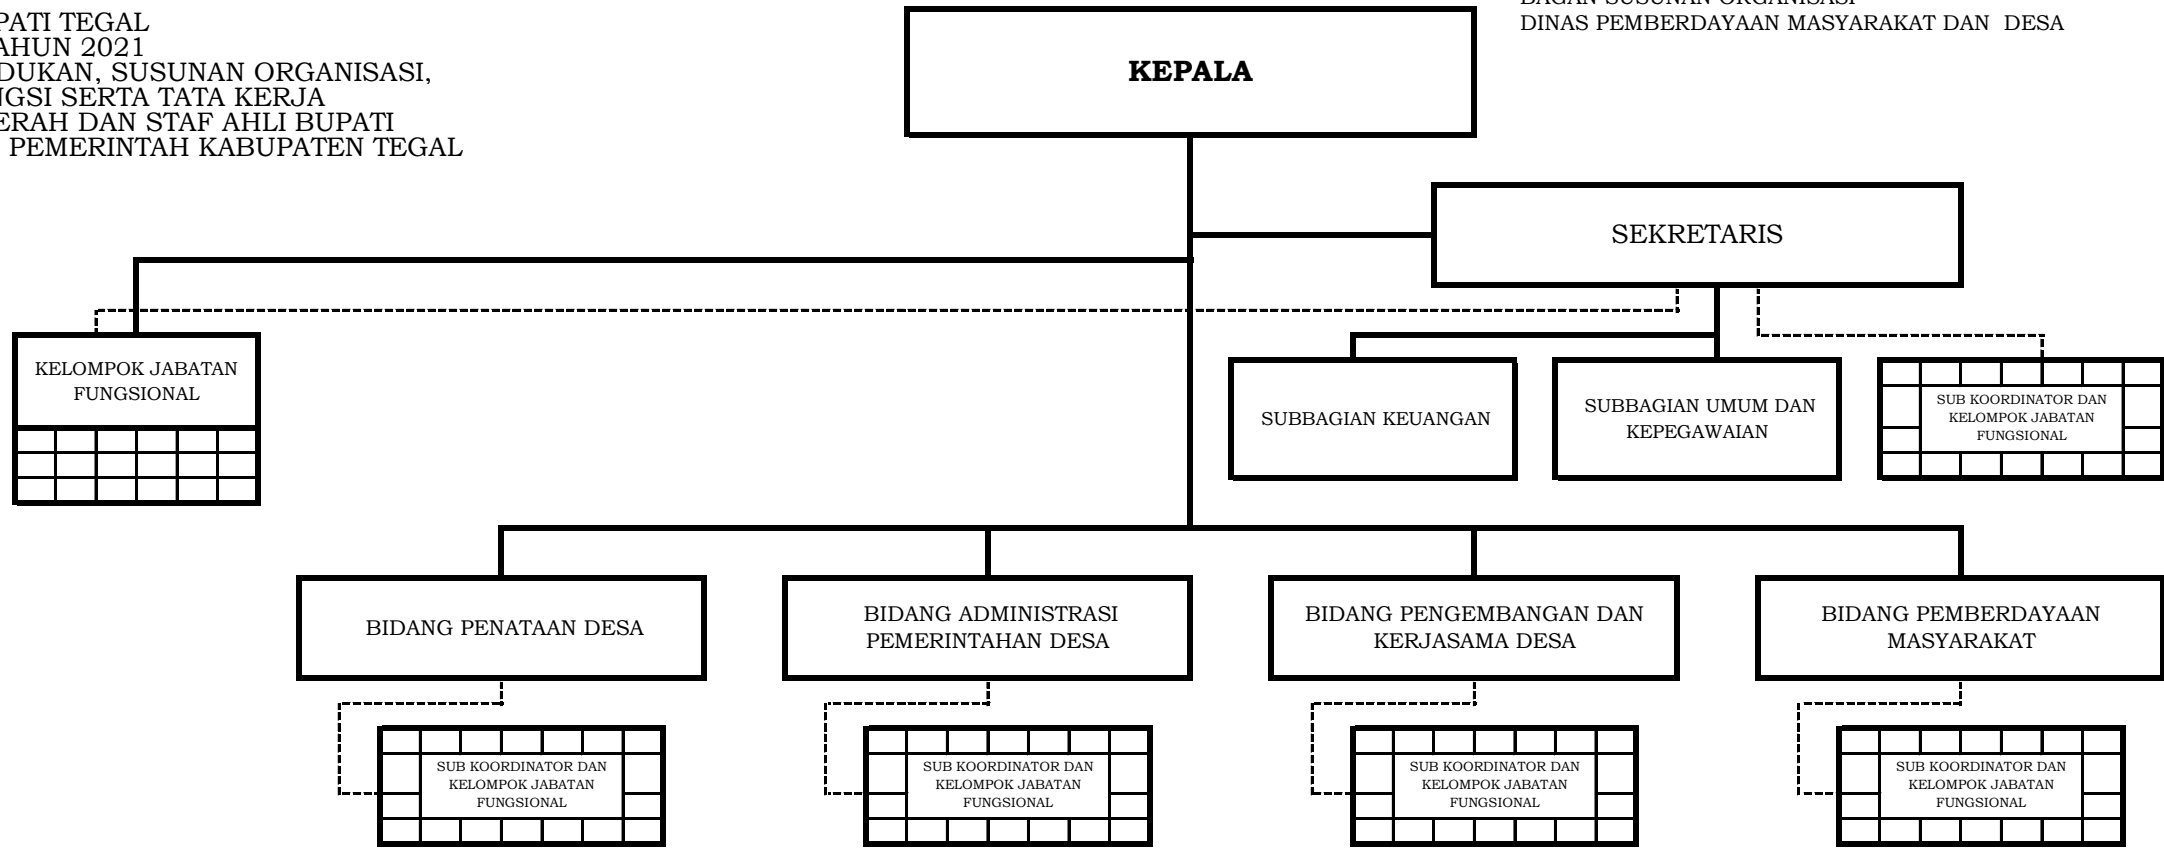 PATI TEGAL
AHUN 2021
DUKAN, SUSUNAN ORGANISASI,
NGSI SERTA TATA KERJA
ERAH DAN STAF AHLI BUPATI
PEMERINTAH KABUPATEN TEGAL
BAGAN SUSUNAN ORGANISASI
DINAS PEMBERDAYAAN MASYARAKAT DAN DESA
KEPALA
SEKRETARIS
KELOMPOK JABATAN
FUNGSIONAL
SUBBAGIAN KEUANGAN
SUBBAGIAN UMUM DAN
KEPEGAWAIAN
SUB KOORDINATOR DAN
KELOMPOK JABATAN
FUNGSIONAL
BIDANG PENATAAN DESA
BIDANG ADMINISTRASI
PEMERINTAHAN DESA
BIDANG PENGEMBANGAN DAN
KERJASAMA DESA
BIDANG PEMBERDAYAAN
MASYARAKAT
SUB KOORDINATOR DAN
KELOMPOK JABATAN
FUNGSIONAL
SUB KOORDINATOR DAN
KELOMPOK JABATAN
FUNGSIONAL
SUB KOORDINATOR DAN
KELOMPOK JABATAN
FUNGSIONAL
SUB KOORDINATOR DAN
KELOMPOK JABATAN
FUNGSIONAL